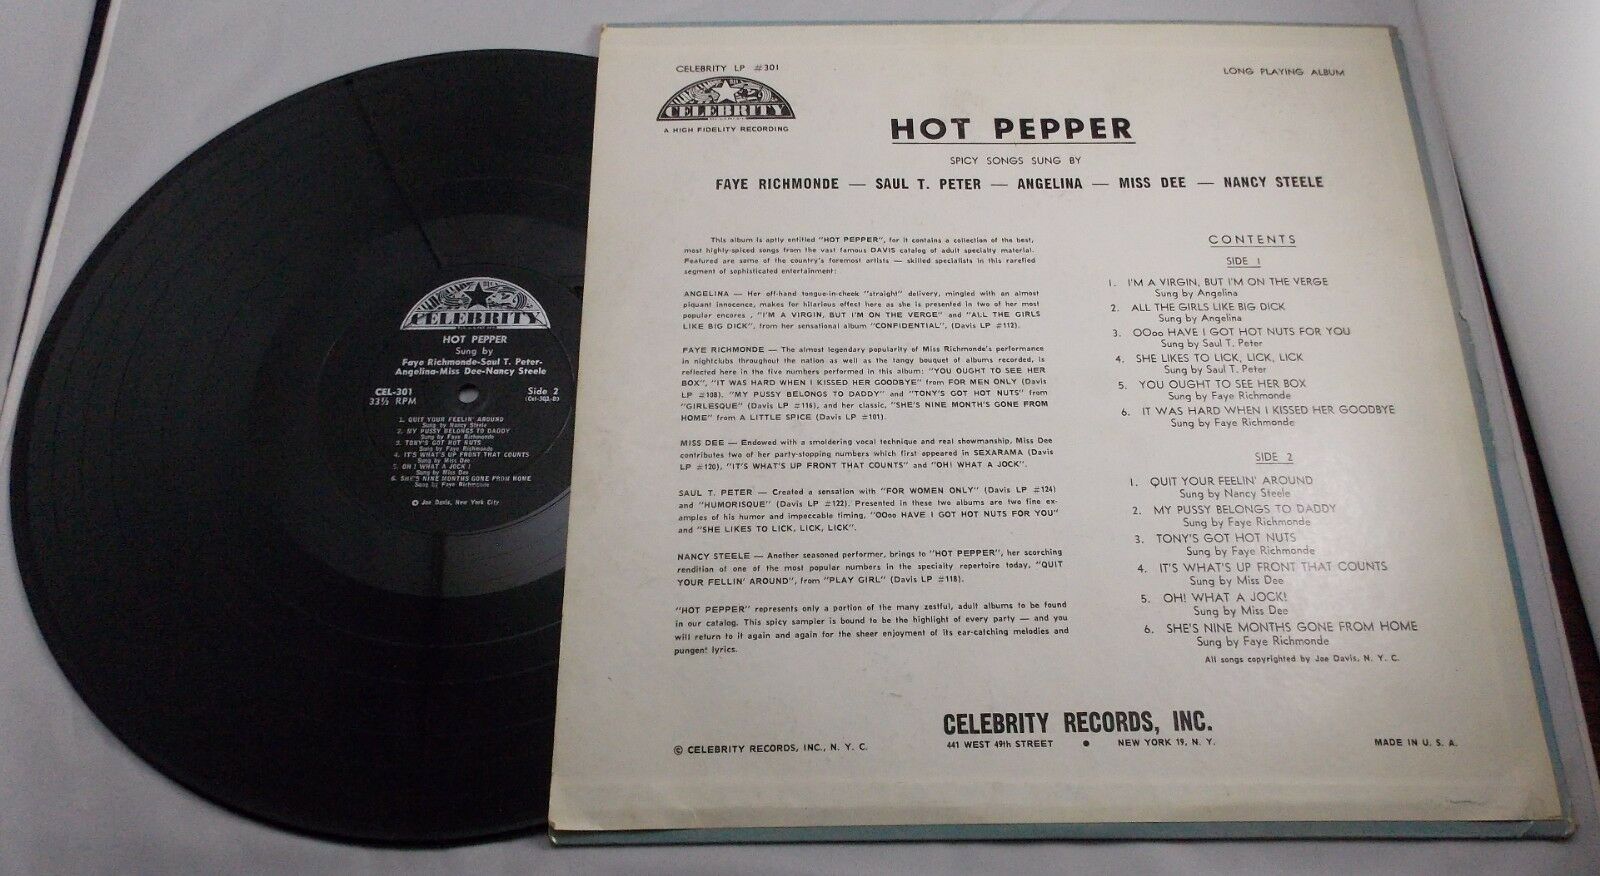 CELEBRITY
HOT PEPPER
Sung by
Faye Richmonde-Saul T. Peter-
Angelina-Miss Dee-Nancy Steele
CEL-301
33⅓ RPM
Side 2
1. QUIT YOUR FEELIN' AROUND
Sung by Nancy Steele
2. MY PUSSY BELONGS TO DADDY
Sung by Faye Richmonde
3. TONY'S GOT HOT NUTS
Sung by Faye Richmonde
4. IT'S WHAT'S UP FRONT THAT COUNTS
Sung by Miss Dee
5. OH! WHAT A JOCK!
Sung by Miss Dee
6. SHE'S NINE MONTHS GONE FROM HOME
Sung by Faye Richmonde
© Joe Davis, New York City
CELEBRITY LP #301
CELEBRITY
A HIGH FIDELITY RECORDING
LONG PLAYING ALBUM
HOT PEPPER
SPICY SONGS SUNG BY
FAYE RICHMONDE — SAUL T. PETER — ANGELINA — MISS DEE — NANCY STEELE
This album is aptly entitled "HOT PEPPER", for it contains a collection of the best,
most highly-spiced songs from the vast famous DAVIS catalog of adult specialty material.
Featured are some of the country's foremost artists — skilled specialists in this rarefied
segment of sophisticated entertainment:
ANGELINA — Her off-hand tongue-in-cheek "straight" delivery, mingled with an almost
piquant innocence, makes for hilarious effect here as she is presented in two of her most
popular encores , "I'M A VIRGIN, BUT I'M ON THE VERGE" and "ALL THE GIRLS
LIKE BIG DICK", from her sensational album "CONFIDENTIAL", (Davis LP #112).
FAYE RICHMONDE — The almost legendary popularity of Miss Richmonde's performance
in nightclubs throughout the nation as well as the tangy bouquet of albums recorded, is
reflected here in the five numbers performed in this album: "YOU OUGHT TO SEE HER
BOX", "IT WAS HARD WHEN I KISSED HER GOODBYE" from FOR MEN ONLY (Davis
LP #108). "MY PUSSY BELONGS TO DADDY" and "TONY'S GOT HOT NUTS" from
"GIRLESQUE" (Davis LP #116), and her classic, "SHE'S NINE MONTH'S GONE FROM
HOME" from A LITTLE SPICE (Davis LP #101).
MISS DEE — Endowed with a smoldering vocal technique and real showmanship, Miss Dee
contributes two of her party-stopping numbers which first appeared in SEXARAMA (Davis
LP #120), "IT'S WHAT'S UP FRONT THAT COUNTS" and "OH! WHAT A JOCK".
SAUL T. PETER — Created a sensation with "FOR WOMEN ONLY" (Davis LP #124)
and "HUMORISQUE" (Davis LP #122). Presented in these two albums are two fine ex-
amples of his humor and impeccable timing, "OOoo HAVE I GOT HOT NUTS FOR YOU"
and "SHE LIKES TO LICK, LICK, LICK".
NANCY STEELE — Another seasoned performer, brings to "HOT PEPPER", her scorching
rendition of one of the most popular numbers in the specialty repertoire today, "QUIT
YOUR FELLIN' AROUND", from "PLAY GIRL" (Davis LP #118).
"HOT PEPPER" represents only a portion of the many zestful, adult albums to be found
in our catalog. This spicy sampler is bound to be the highlight of every party — and you
will return to it again and again for the sheer enjoyment of its ear-catching melodies and
pungent lyrics.
CONTENTS
SIDE 1
1. I'M A VIRGIN, BUT I'M ON THE VERGE
Sung by Angelina
2. ALL THE GIRLS LIKE BIG DICK
Sung by Angelina
3. OOoo HAVE I GOT HOT NUTS FOR YOU
Sung by Saul T. Peter
4. SHE LIKES TO LICK, LICK, LICK
Sung by Saul T. Peter
5. YOU OUGHT TO SEE HER BOX
Sung by Faye Richmonde
6. IT WAS HARD WHEN I KISSED HER GOODBYE
Sung by Faye Richmonde
SIDE 2
1. QUIT YOUR FEELIN' AROUND
Sung by Nancy Steele
2. MY PUSSY BELONGS TO DADDY
Sung by Faye Richmonde
3. TONY'S GOT HOT NUTS
Sung by Faye Richmonde
4. IT'S WHAT'S UP FRONT THAT COUNTS
Sung by Miss Dee
5. OH! WHAT A JOCK!
Sung by Miss Dee
6. SHE'S NINE MONTHS GONE FROM HOME
Sung by Faye Richmonde
All songs copyrighted by Joe Davis, N. Y. C.
CELEBRITY RECORDS, INC.
© CELEBRITY RECORDS, INC., N. Y. C.
441 WEST 49th STREET • NEW YORK 19, N. Y.
MADE IN U. S. A.